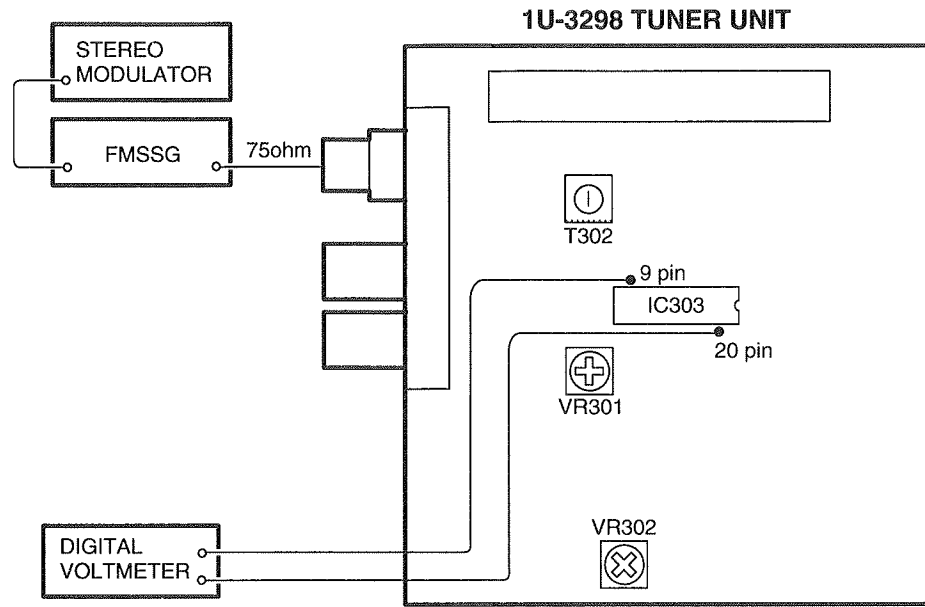 1U-3298 TUNER UNIT
STEREO
MODULATOR
FMSSG
75ohm
T302
9 pin
IC303
20 pin
VR301
VR302
DIGITAL
VOLTMETER